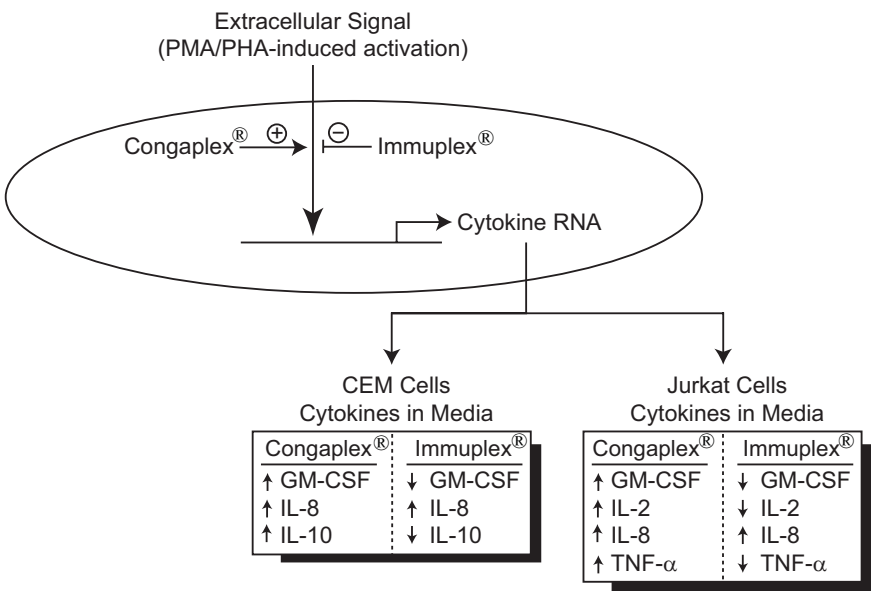 Extracellular Signal
(PMA/PHA-induced activation)
Congaplex® ⊕ ⊖ Immuplex®
Cytokine RNA
CEM Cells
Cytokines in Media
Congaplex® Immuplex®
↑ GM-CSF ↓ GM-CSF
↑ IL-8 ↑ IL-8
↑ IL-10 ↓ IL-10
Jurkat Cells
Cytokines in Media
Congaplex® Immuplex®
↑ GM-CSF ↓ GM-CSF
↑ IL-2 ↓ IL-2
↑ IL-8 ↑ IL-8
↑ TNF-α ↓ TNF-α